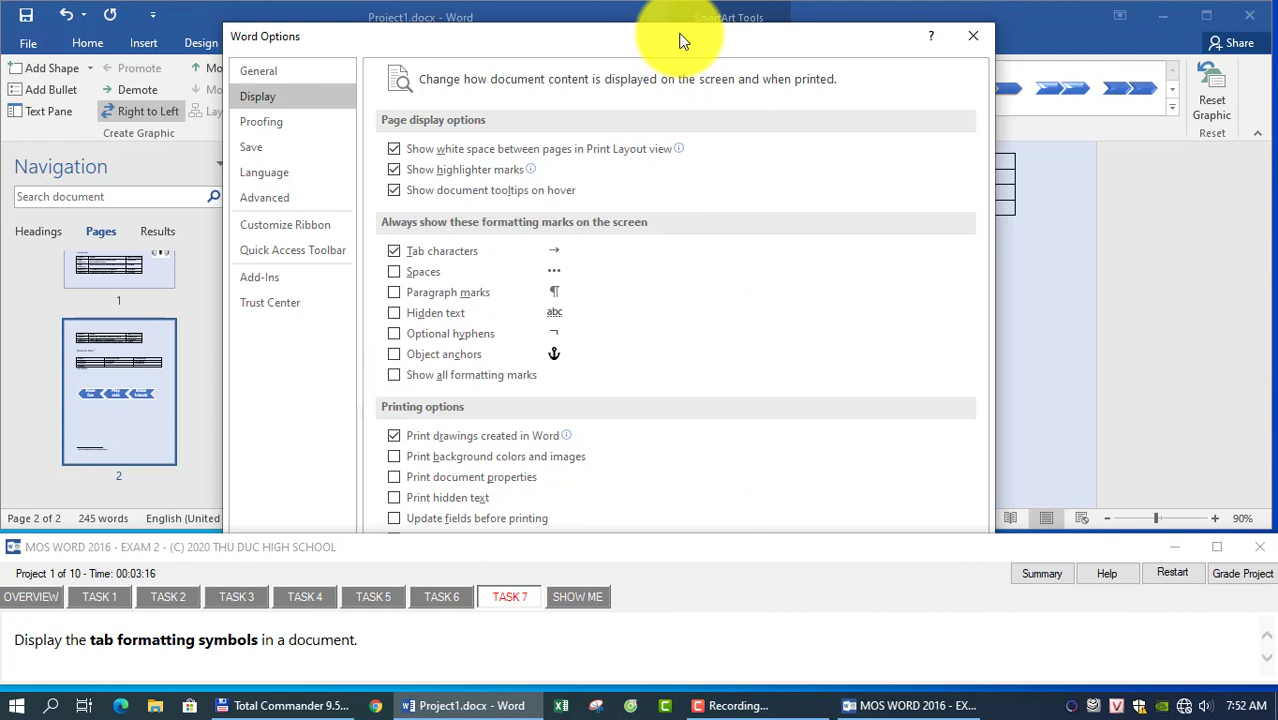 Project1.docx - Word
SmartArt Tools
File
Home
Insert
Design
Share
Add Shape
Promote
Add Bullet
Demote
Text Pane
Right to Left
Create Graphic
Reset
Graphic
Reset
Navigation
Search document
Headings
Pages
Results
1
2
Page 2 of 2
245 words
English (United
90%
Word Options
?
General
Display
Proofing
Save
Language
Advanced
Customize Ribbon
Quick Access Toolbar
Add-Ins
Trust Center
Change how document content is displayed on the screen and when printed.
Page display options
Show white space between pages in Print Layout view
Show highlighter marks
Show document tooltips on hover
Always show these formatting marks on the screen
Tab characters →
Spaces •••
Paragraph marks ¶
Hidden text abc
Optional hyphens ¬
Object anchors
Show all formatting marks
Printing options
Print drawings created in Word
Print background colors and images
Print document properties
Print hidden text
Update fields before printing
MOS WORD 2016 - EXAM 2 - (C) 2020 THU DUC HIGH SCHOOL
Project 1 of 10 - Time: 00:03:16
Summary
Help
Restart
Grade Project
OVERVIEW
TASK 1
TASK 2
TASK 3
TASK 4
TASK 5
TASK 6
TASK 7
SHOW ME
Display the tab formatting symbols in a document.
Total Commander 9.5...
Project1.docx - Word
Recording...
MOS WORD 2016 - EX...
7:52 AM